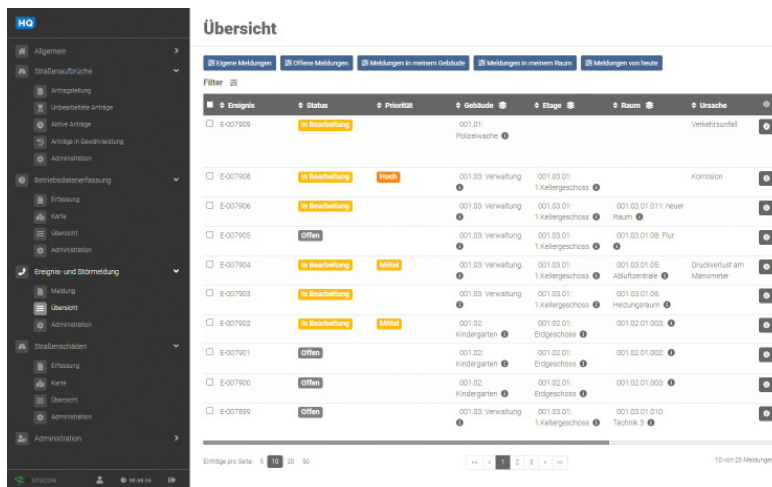 HQ
Allgemein
Straßenaufbrüche
Antragstellung
Unbearbeitete Anträge
Aktive Anträge
Anträge in Gewährleistung
Administration
Betriebsdatenerfassung
Erfassung
Karte
Übersicht
Administration
Ereignis- und Störmeldung
Meldung
Übersicht
Administration
Straßenschäden
Erfassung
Karte
Übersicht
Administration
Administration
SYSCON
Übersicht
Eigene Meldungen Offene Meldungen Meldungen in meinem Gebäude Meldungen in meinem Raum Meldungen von heute
Filter
Ereignis Status Priorität Gebäude Etage Raum Ursache
E-007909 In Bearbeitung 001.01: Verkehrsunfall
Polizeiwache
E-007908 In Bearbeitung Hoch 001.03: Verwaltung 001.03.01: Korrosion
1.Kellergeschoss
E-007906 In Bearbeitung 001.03: Verwaltung 001.03.01: 001.03.01.011: neuer
1.Kellergeschoss Raum
E-007905 Offen 001.03: Verwaltung 001.03.01: 001.03.01.08: Flur
1.Kellergeschoss
E-007904 In Bearbeitung Mittel 001.03: Verwaltung 001.03.01: 001.03.01.05: Druckverlust am
1.Kellergeschoss Abluftzentrale Manometer
E-007903 In Bearbeitung 001.03: Verwaltung 001.03.01: 001.03.01.06:
1.Kellergeschoss Heizungsraum
E-007902 In Bearbeitung Mittel 001.02: 001.02.01: 001.02.01.003:
Kindergarten Erdgeschoss
E-007901 Offen 001.02: 001.02.01: 001.02.01.002:
Kindergarten Erdgeschoss
E-007900 Offen 001.02: 001.02.01: 001.02.01.003:
Kindergarten Erdgeschoss
E-007899 Offen 001.03: Verwaltung 001.03.01: 001.03.01.010:
1.Kellergeschoss Technik 3
Einträge pro Seite: 5 10 20 50 1 2 3 10 von 25 Meldungen